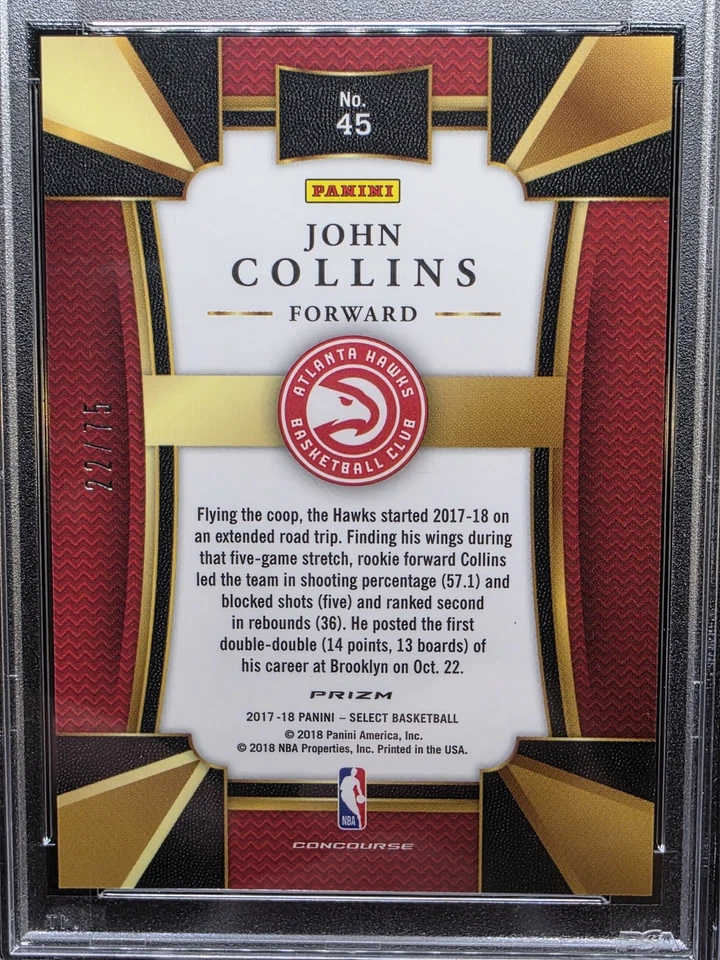 No.
45
PANINI
JOHN
COLLINS
FORWARD
ATLANTA HAWKS
BASKETBALL CLUB
22/75
Flying the coop, the Hawks started 2017-18 on
an extended road trip. Finding his wings during
that five-game stretch, rookie forward Collins
led the team in shooting percentage (57.1) and
blocked shots (five) and ranked second
in rebounds (36). He posted the first
double-double (14 points, 13 boards) of
his career at Brooklyn on Oct. 22.
PRIZM
2017-18 PANINI – SELECT BASKETBALL
© 2018 Panini America, Inc.
© 2018 NBA Properties, Inc. Printed in the USA.
NBA
CONCOURSE
PSA